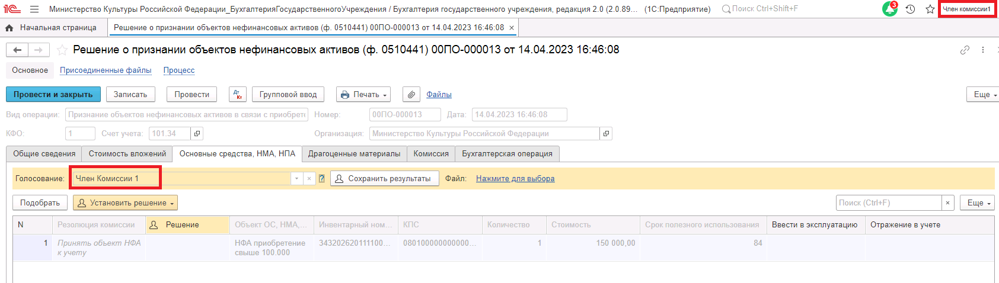 1С Министерство Культуры Российской Федерации_БухгалтерияГосударственногоУчреждения / Бухгалтерия государственного учреждения, редакция 2.0 (2.0.89... (1С:Предприятие) Поиск Ctrl+Shift+F 3 Член комиссии1
Начальная страница Решение о признании объектов нефинансовых активов (ф. 0510441) 00ПО-000013 от 14.04.2023 16:46:08 ×
Решение о признании объектов нефинансовых активов (ф. 0510441) 00ПО-000013 от 14.04.2023 16:46:08
Основное Присоединенные файлы Процесс
Провести и закрыть Записать Провести Дт Кт Групповой ввод Печать Файлы Еще
Вид операции: Признание объектов нефинансовых активов в связи с приобрете Номер: 00ПО-000013 Дата: 14.04.2023 16:46:08
КФО: 1 Счет учета: 101.34 Организация: Министерство Культуры Российской Федерации
Общие сведения Стоимость вложений Основные средства, НМА, НПА Драгоценные материалы Комиссия Бухгалтерская операция
Голосование: Член Комиссии 1 × ? Сохранить результаты Файл: Нажмите для выбора
Подобрать Установить решение Поиск (Ctrl+F) × Еще
N Резолюция комиссии Решение Объект ОС, НМА,... Инвентарный ном... КПС Количество Стоимость Срок полезного использования Ввести в эксплуатацию Отражение в учете
1 Принять объект НФА НФА приобретение 343202620111100... 080100000000000... 1 150 000,00 84
к учету свыше 100.000